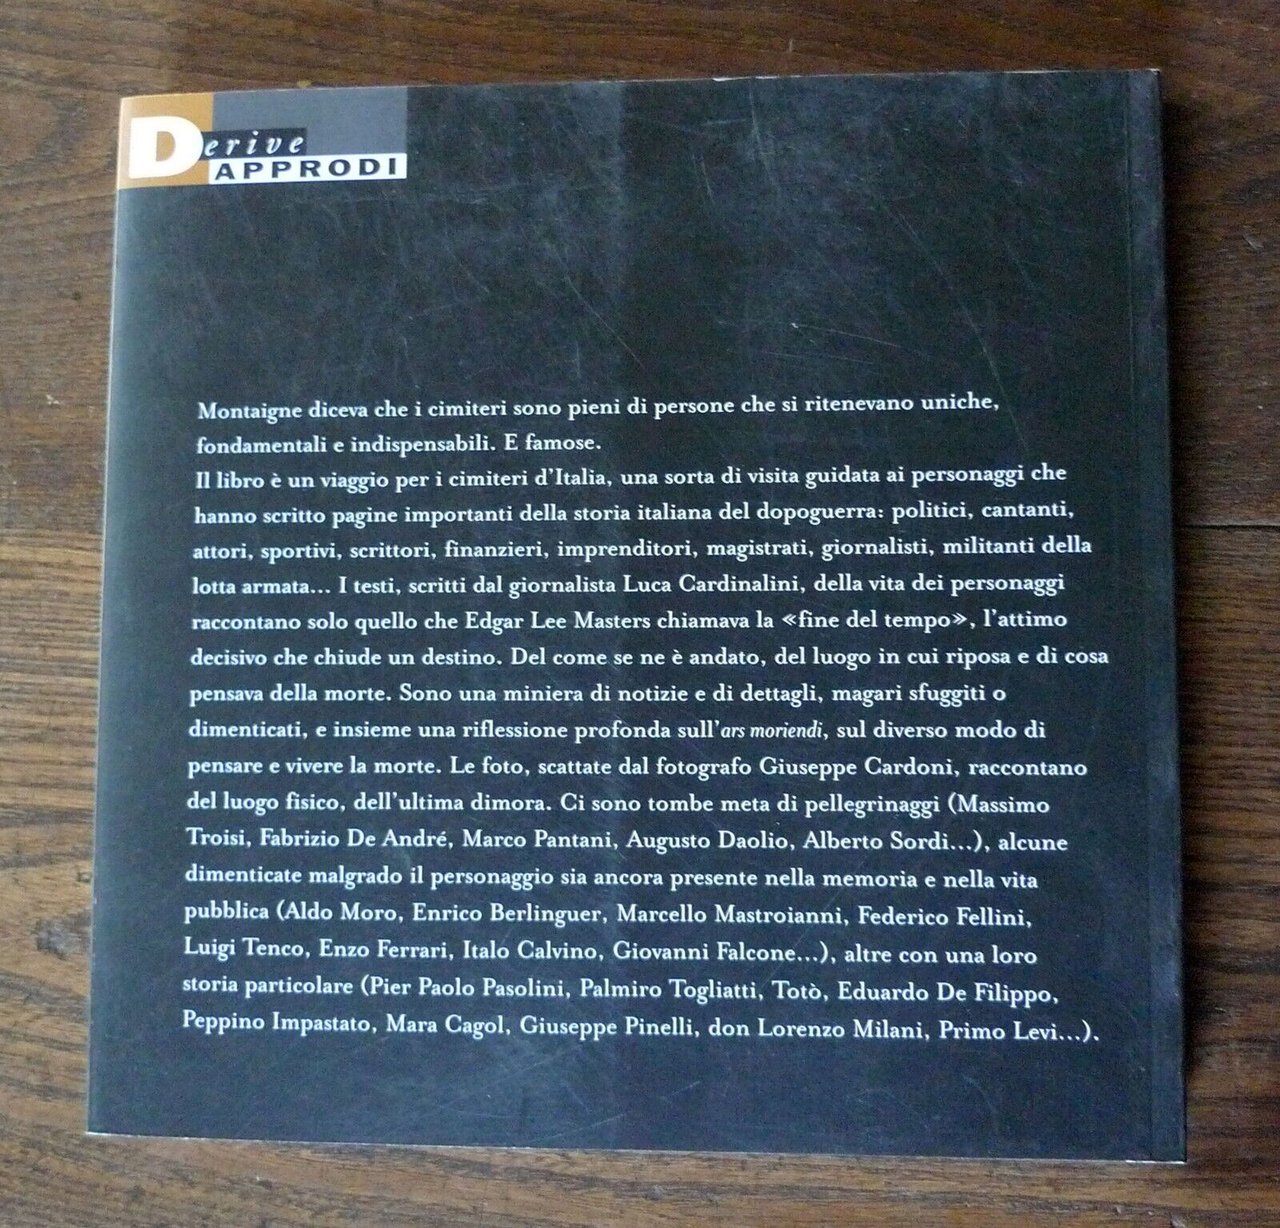 Derive
APPRODI
Montaigne diceva che i cimiteri sono pieni di persone che si ritenevano uniche,
fondamentali e indispensabili. E famose.
Il libro è un viaggio per i cimiteri d'Italia, una sorta di visita guidata ai personaggi che
hanno scritto pagine importanti della storia italiana del dopoguerra: politici, cantanti,
attori, sportivi, scrittori, finanzieri, imprenditori, magistrati, giornalisti, militanti della
lotta armata... I testi, scritti dal giornalista Luca Cardinalini, della vita dei personaggi
raccontano solo quello che Edgar Lee Masters chiamava la «fine del tempo», l'attimo
decisivo che chiude un destino. Del come se ne è andato, del luogo in cui riposa e di cosa
pensava della morte. Sono una miniera di notizie e di dettagli, magari sfuggiti o
dimenticati, e insieme una riflessione profonda sull'ars moriendi, sul diverso modo di
pensare e vivere la morte. Le foto, scattate dal fotografo Giuseppe Cardoni, raccontano
del luogo fisico, dell'ultima dimora. Ci sono tombe meta di pellegrinaggi (Massimo
Troisi, Fabrizio De André, Marco Pantani, Augusto Daolio, Alberto Sordi...), alcune
dimenticate malgrado il personaggio sia ancora presente nella memoria e nella vita
pubblica (Aldo Moro, Enrico Berlinguer, Marcello Mastroianni, Federico Fellini,
Luigi Tenco, Enzo Ferrari, Italo Calvino, Giovanni Falcone...), altre con una loro
storia particolare (Pier Paolo Pasolini, Palmiro Togliatti, Totò, Eduardo De Filippo,
Peppino Impastato, Mara Cagol, Giuseppe Pinelli, don Lorenzo Milani, Primo Levi...).